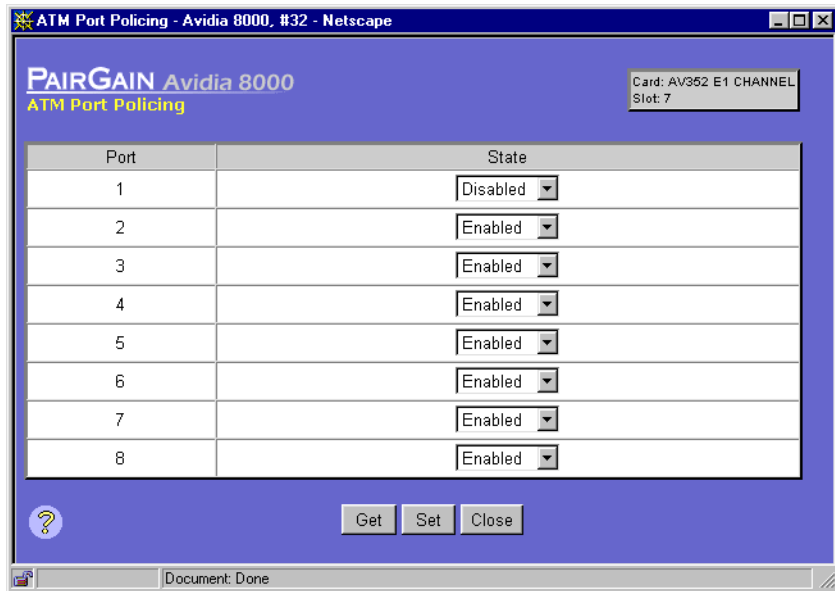 ATM Port Policing - Avidia 8000, #32 - Netscape
PAIRGAIN Avidia 8000
ATM Port Policing
Card: AV352 E1 CHANNEL
Slot: 7
Port State
1 Disabled
2 Enabled
3 Enabled
4 Enabled
5 Enabled
6 Enabled
7 Enabled
8 Enabled
?
Get Set Close
Document: Done